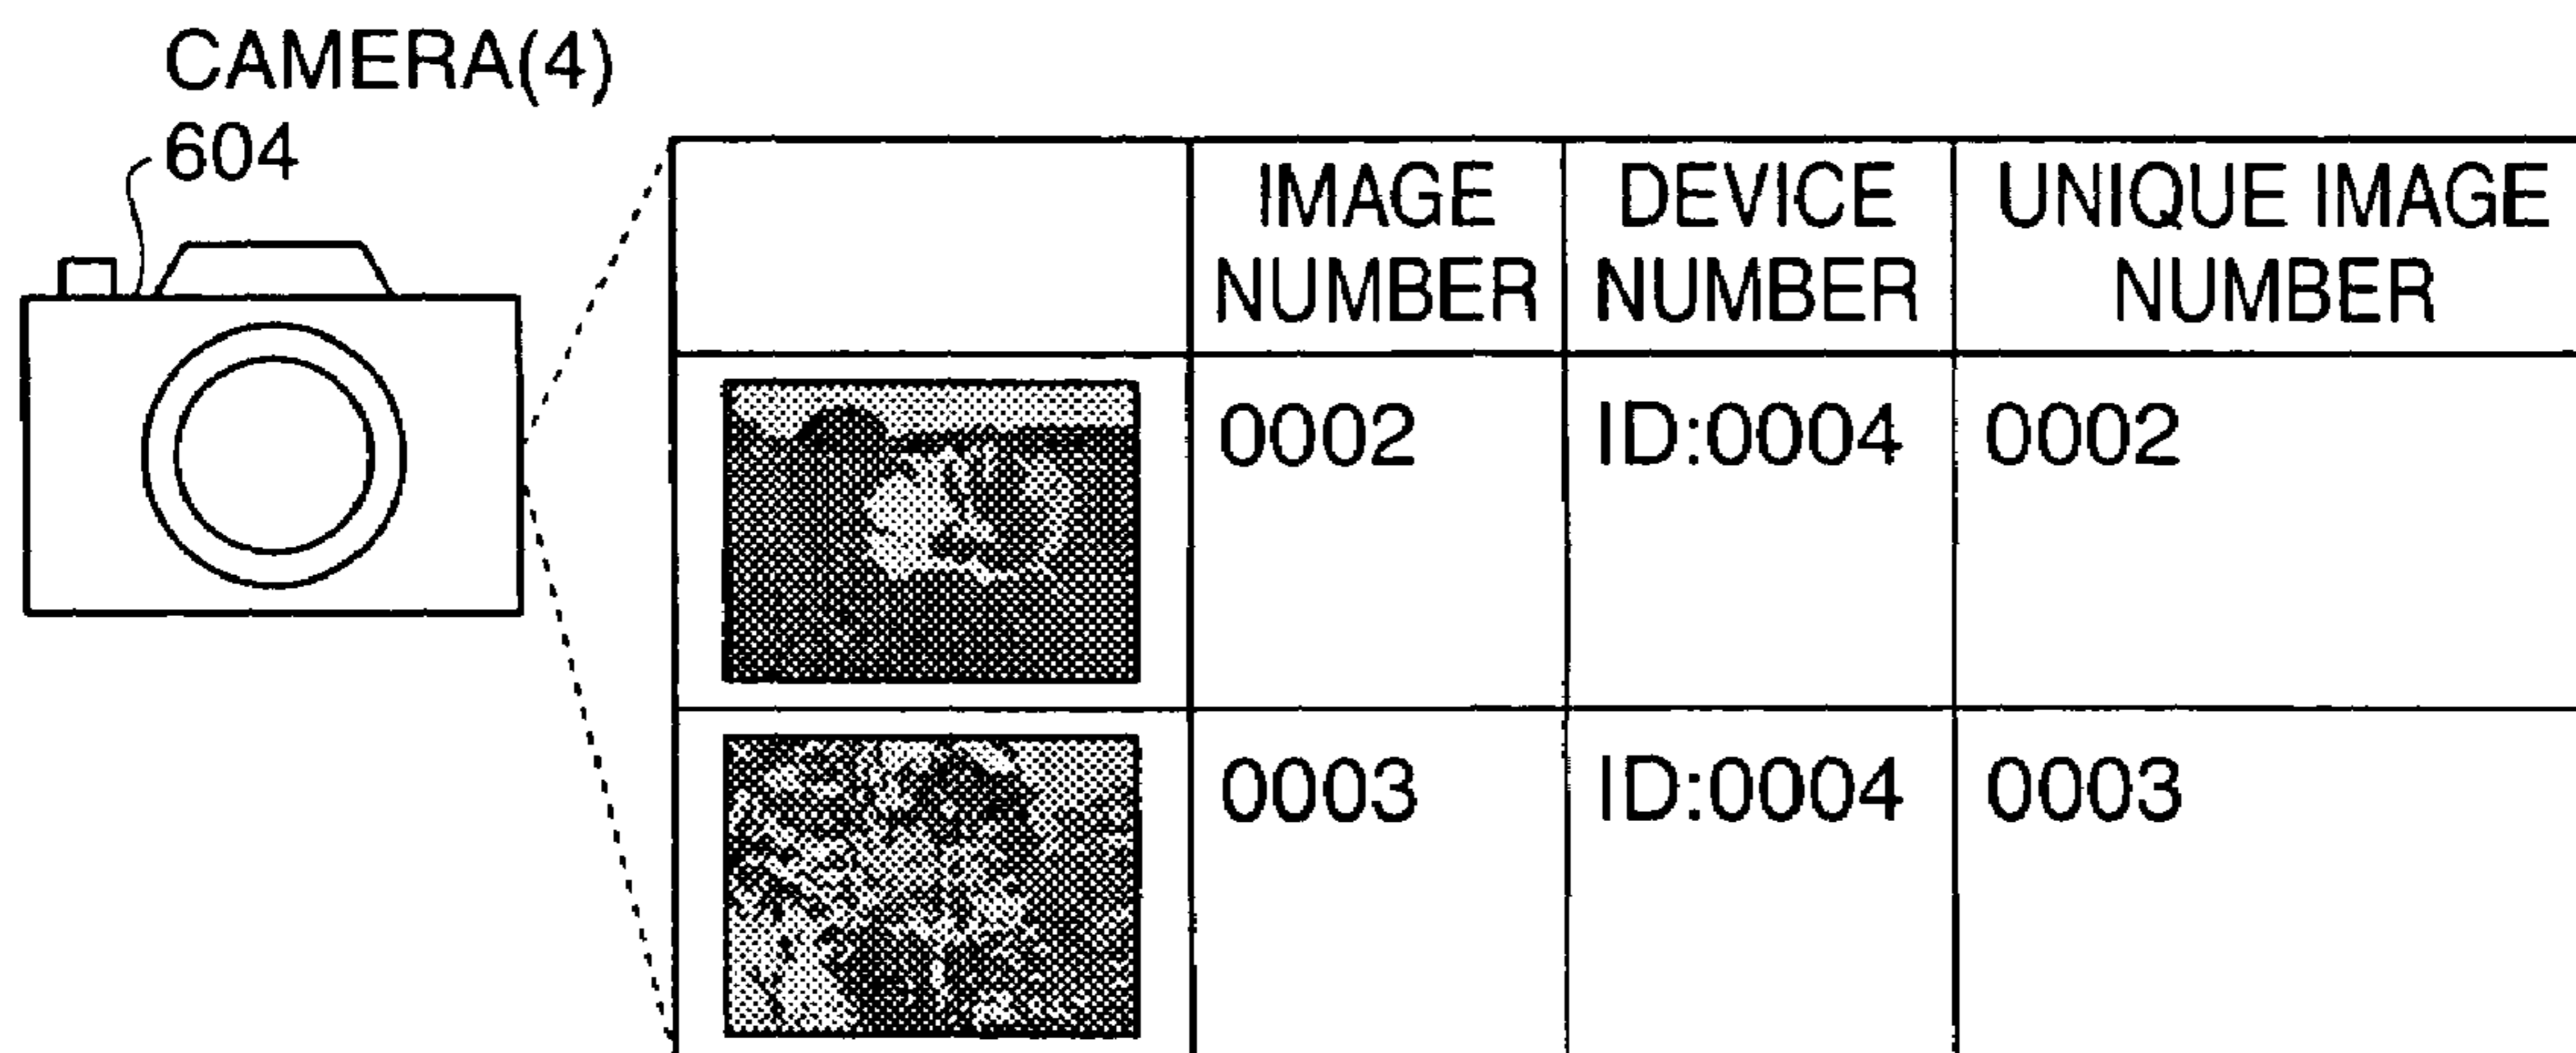 CAMERA(4)
604
IMAGE NUMBER
DEVICE NUMBER
UNIQUE IMAGE NUMBER
0002 ID:0004 0002
0003 ID:0004 0003